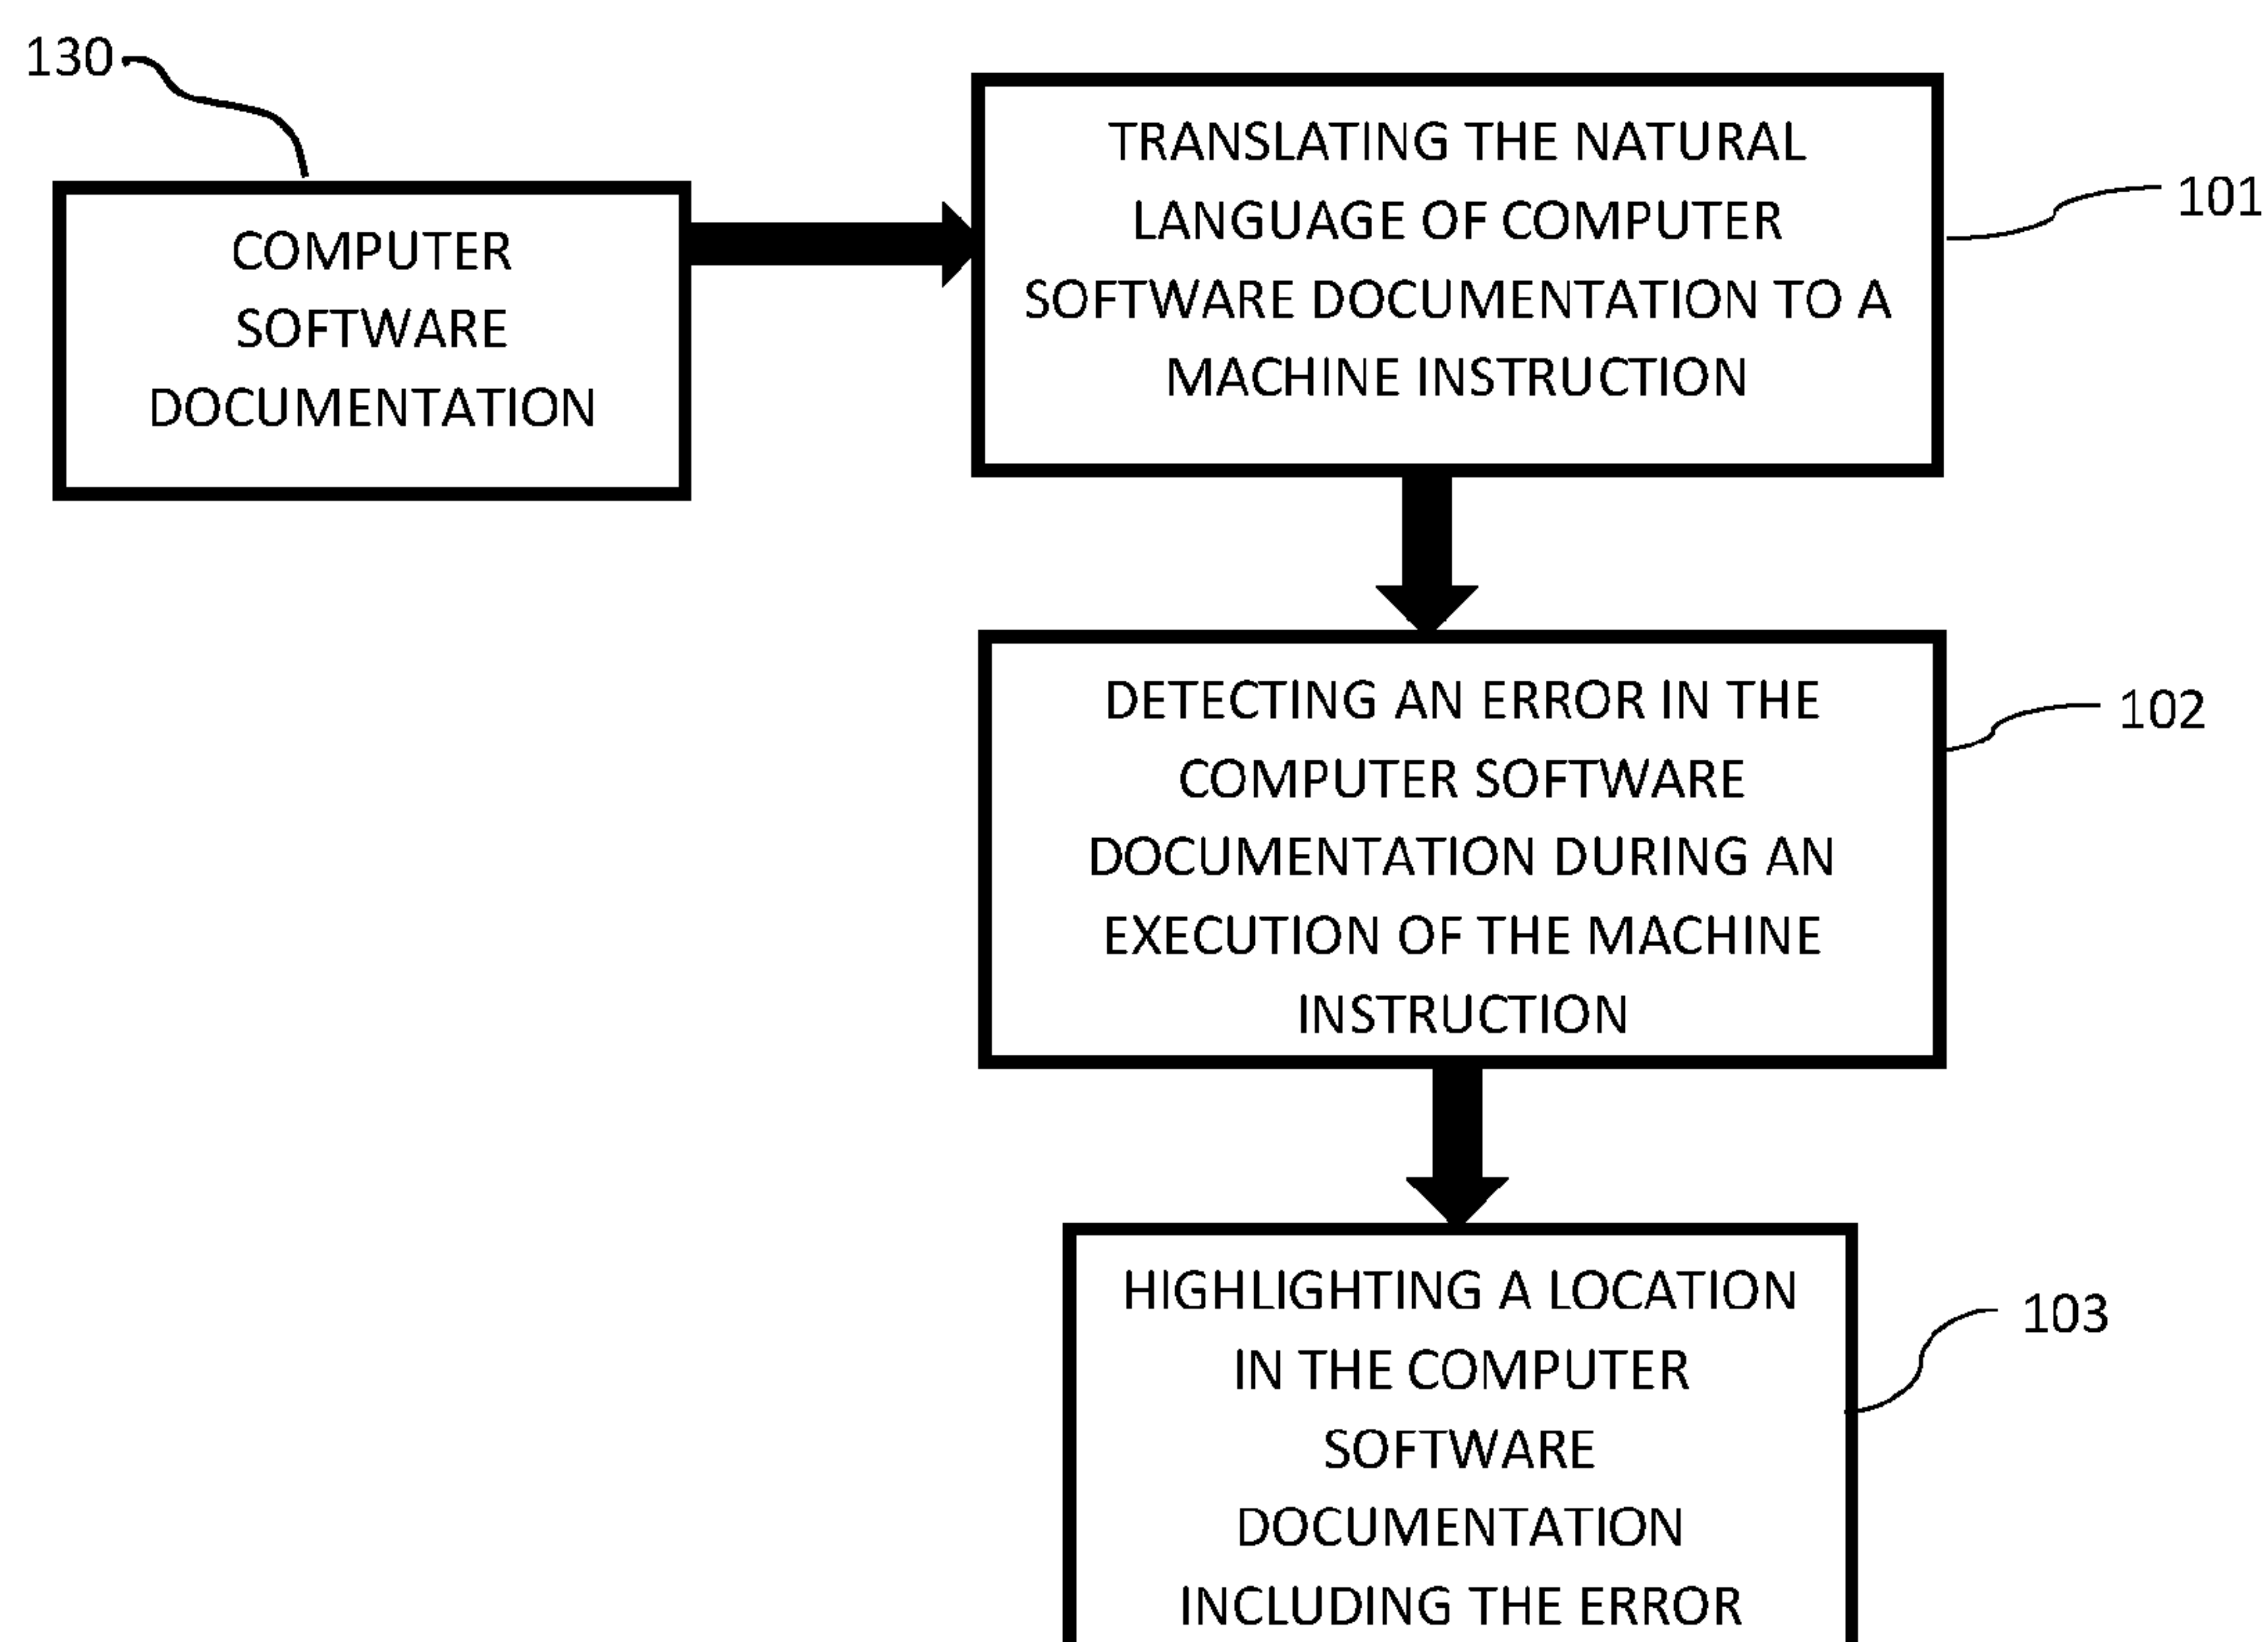 130
COMPUTER
SOFTWARE
DOCUMENTATION
TRANSLATING THE NATURAL
LANGUAGE OF COMPUTER
SOFTWARE DOCUMENTATION TO A
MACHINE INSTRUCTION
101
DETECTING AN ERROR IN THE
COMPUTER SOFTWARE
DOCUMENTATION DURING AN
EXECUTION OF THE MACHINE
INSTRUCTION
102
HIGHLIGHTING A LOCATION
IN THE COMPUTER
SOFTWARE
DOCUMENTATION
INCLUDING THE ERROR
103